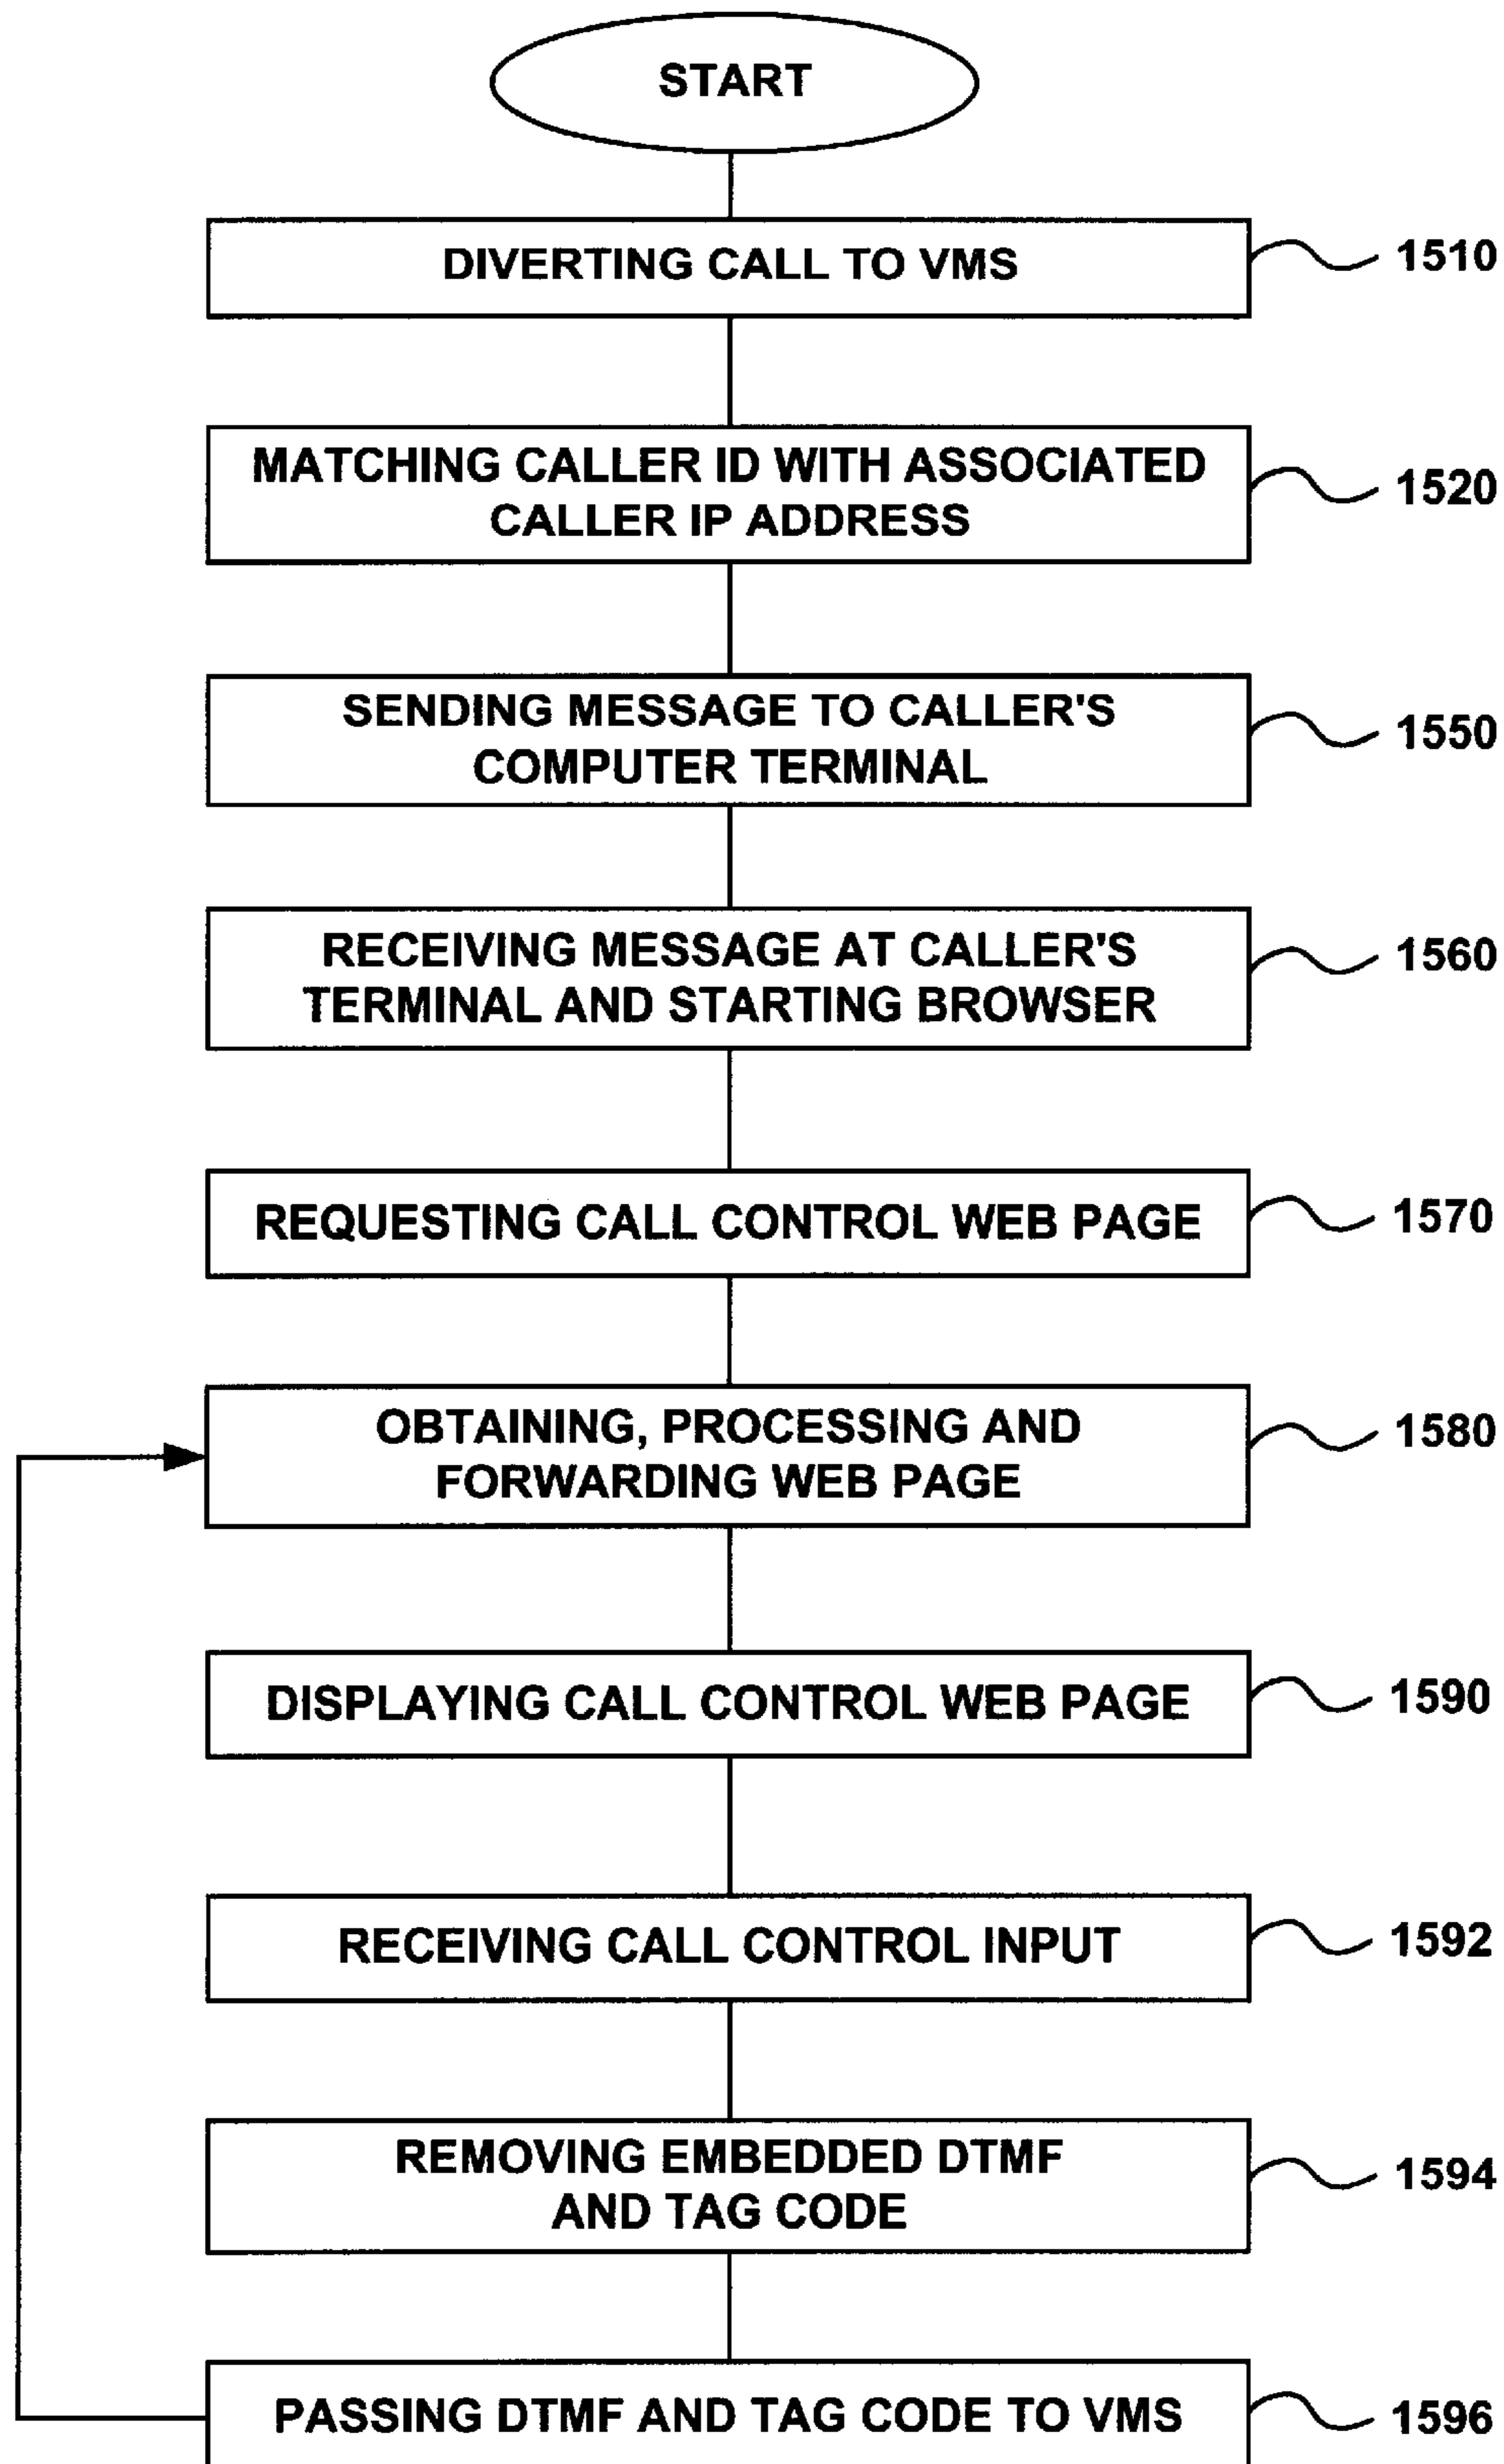 START
DIVERTING CALL TO VMS
1510
MATCHING CALLER ID WITH ASSOCIATED
CALLER IP ADDRESS
1520
SENDING MESSAGE TO CALLER'S
COMPUTER TERMINAL
1550
RECEIVING MESSAGE AT CALLER'S
TERMINAL AND STARTING BROWSER
1560
REQUESTING CALL CONTROL WEB PAGE
1570
OBTAINING, PROCESSING AND
FORWARDING WEB PAGE
1580
DISPLAYING CALL CONTROL WEB PAGE
1590
RECEIVING CALL CONTROL INPUT
1592
REMOVING EMBEDDED DTMF
AND TAG CODE
1594
PASSING DTMF AND TAG CODE TO VMS
1596